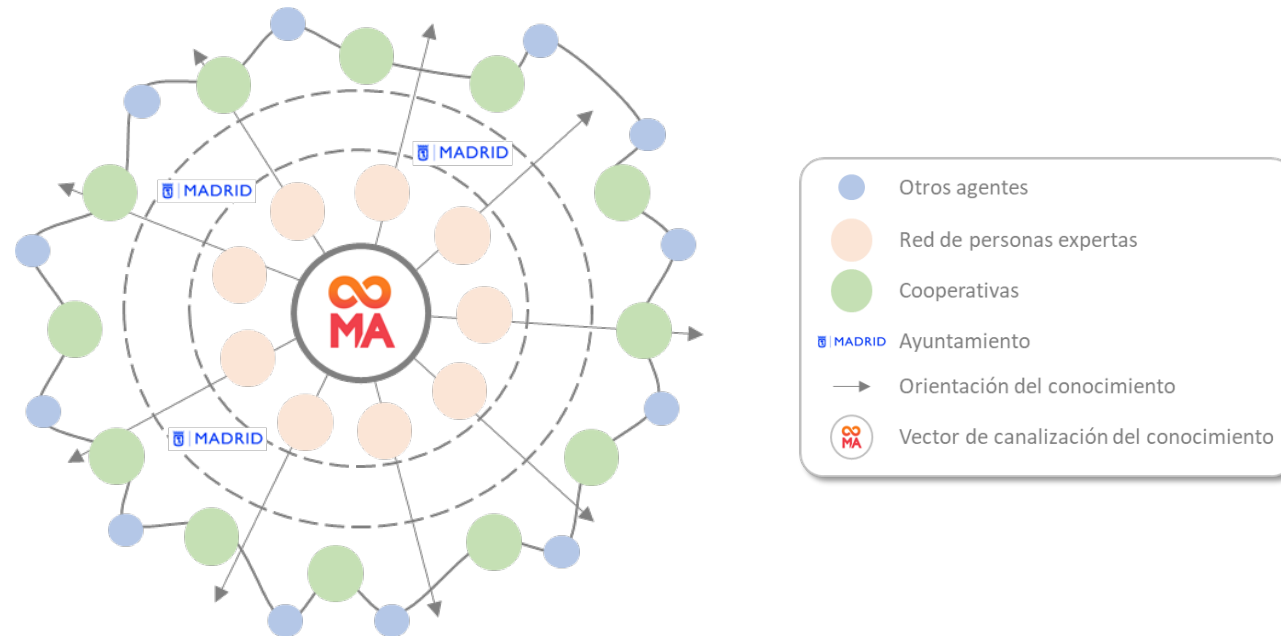 MADRID
MADRID
MA
MADRID
Otros agentes
Red de personas expertas
Cooperativas
MADRID Ayuntamiento
Orientación del conocimiento
MA Vector de canalización del conocimiento